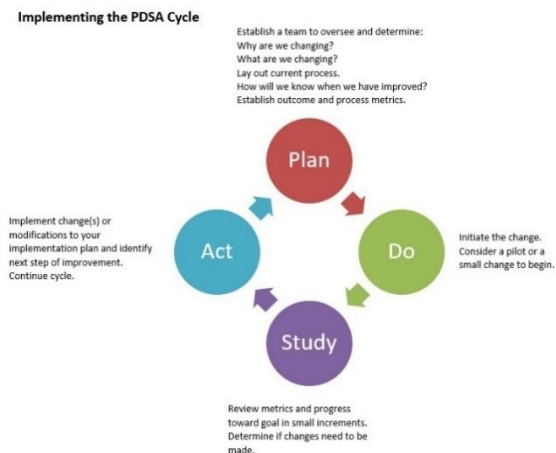 Implementing the PDSA Cycle
Establish a team to oversee and determine:
Why are we changing?
What are we changing?
Lay out current process.
How will we know when we have improved?
Establish outcome and process metrics.
Plan
Implement change(s) or
modifications to your
implementation plan and identify
next step of improvement.
Continue cycle.
Act
Do
Initiate the change.
Consider a pilot or a
small change to begin.
Study
Review metrics and progress
toward goal in small increments.
Determine if changes need to be
made.